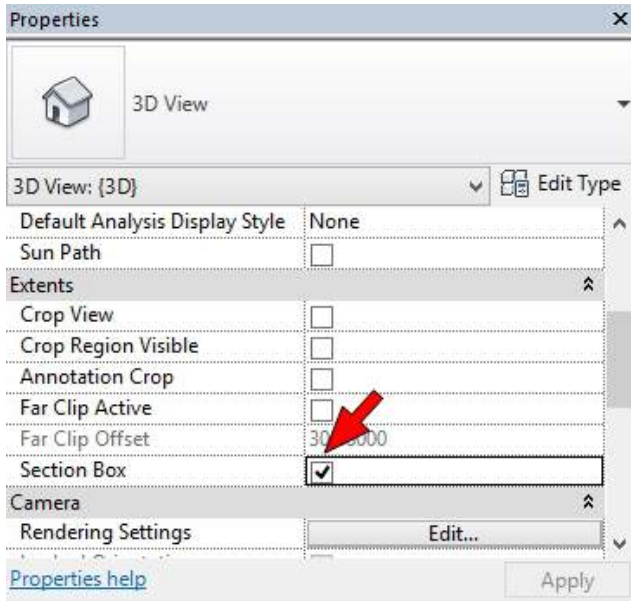 Properties
3D View
3D View: {3D} Edit Type
Default Analysis Display Style None
Sun Path
Extents
Crop View
Crop Region Visible
Annotation Crop
Far Clip Active
Far Clip Offset
Section Box
Camera
Rendering Settings Edit...
Properties help Apply